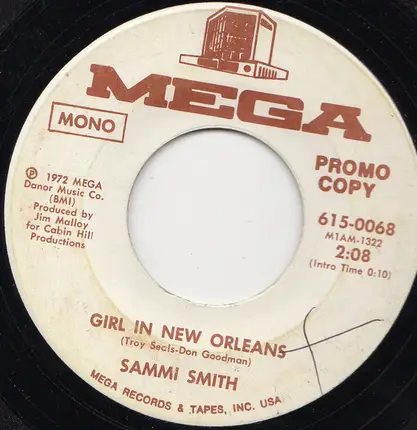 MEGA
MONO
PROMO
COPY
℗ 1972 MEGA
Danor Music Co.
(BMI)
Produced by
Jim Malloy
for Cabin Hill
Productions
615-0068
M1AM-1322
2:08
(Intro Time 0:10)
GIRL IN NEW ORLEANS
(Troy Seals-Don Goodman)
SAMMI SMITH
MEGA RECORDS & TAPES, INC. USA